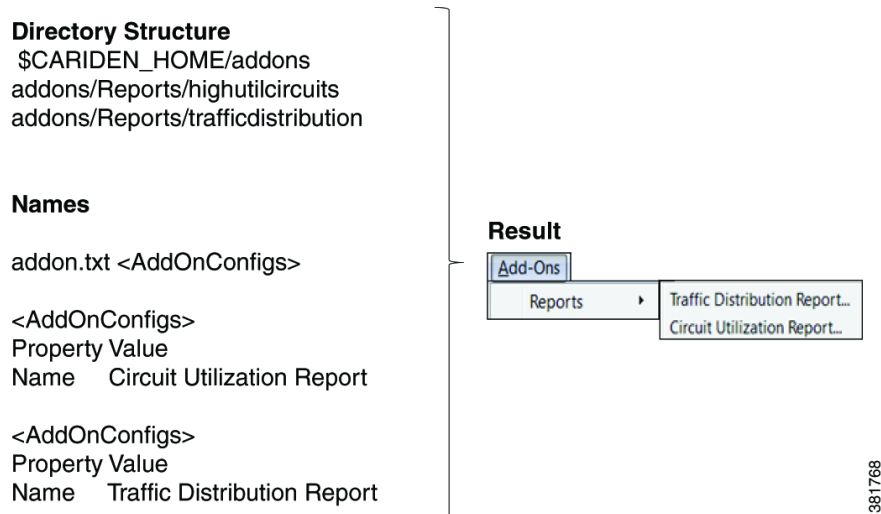 Directory Structure
$CARIDEN_HOME/addons
addons/Reports/highutilcircuits
addons/Reports/trafficdistribution
Names
addon.txt <AddOnConfigs>
<AddOnConfigs>
Property Value
Name Circuit Utilization Report
<AddOnConfigs>
Property Value
Name Traffic Distribution Report
Result
Add-Ons
Reports
Traffic Distribution Report...
Circuit Utilization Report...
381768